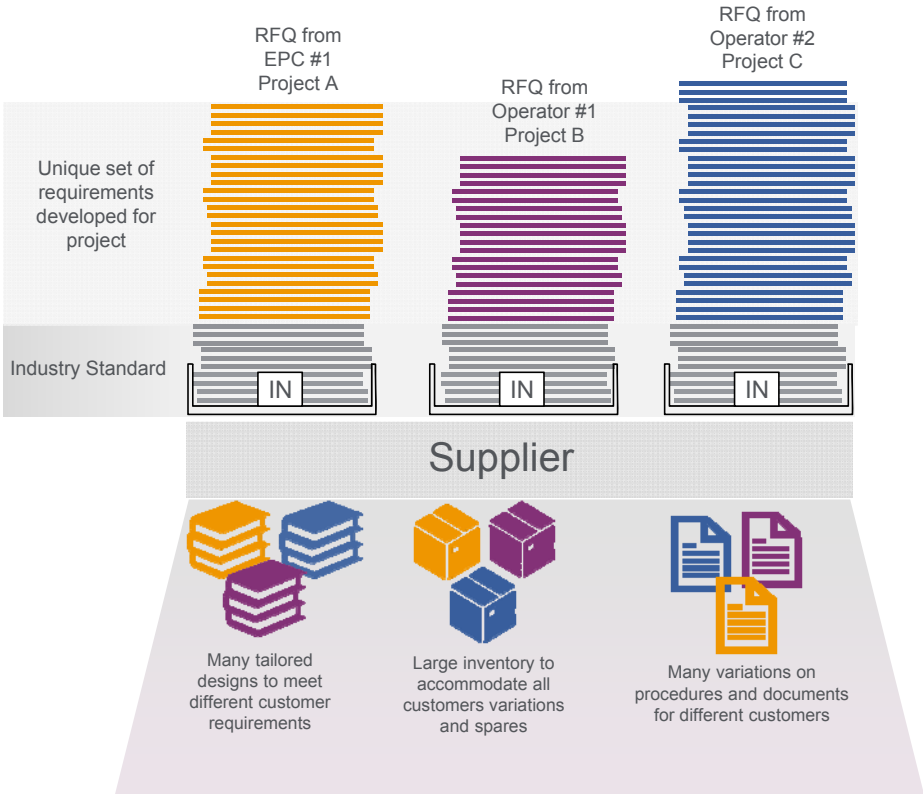 RFQ from
EPC #1
Project A
RFQ from
Operator #1
Project B
RFQ from
Operator #2
Project C
Unique set of
requirements
developed for
project
Industry Standard
IN
IN
IN
Supplier
Many tailored
designs to meet
different customer
requirements
Large inventory to
accommodate all
customers variations
and spares
Many variations on
procedures and documents
for different customers